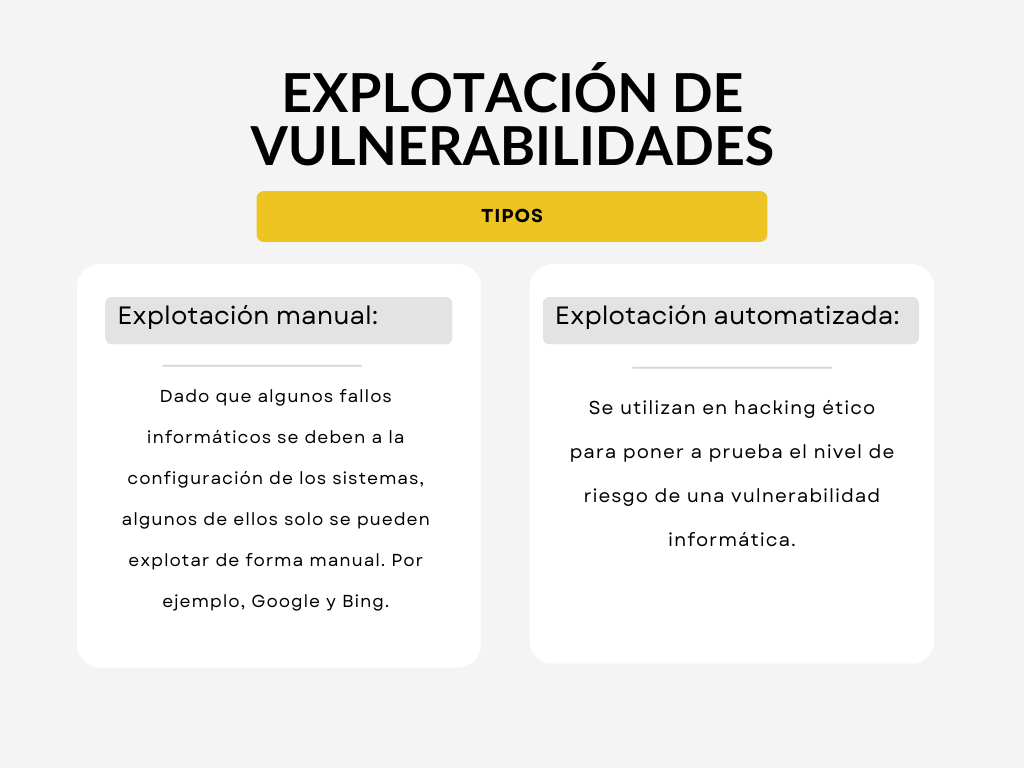 EXPLOTACIÓN DE
VULNERABILIDADES
TIPOS
Explotación manual:
Dado que algunos fallos
informáticos se deben a la
configuración de los sistemas,
algunos de ellos solo se pueden
explotar de forma manual. Por
ejemplo, Google y Bing.
Explotación automatizada:
Se utilizan en hacking ético
para poner a prueba el nivel de
riesgo de una vulnerabilidad
informática.